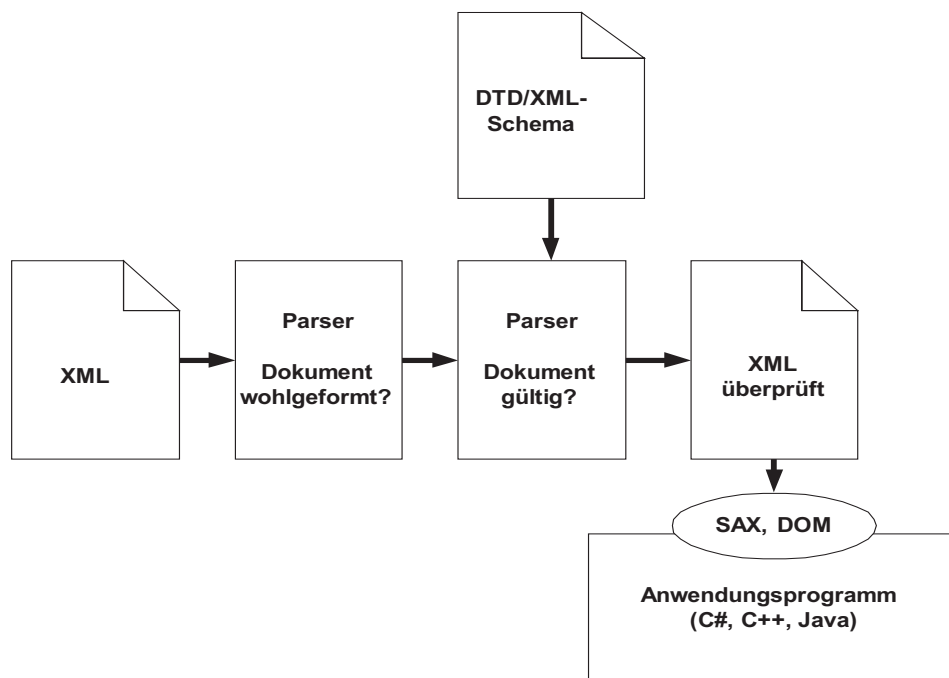 DTD/XML-
Schema
XML
Parser
Dokument
wohlgeformt?
Parser
Dokument
gültig?
XML
überprüft
SAX, DOM
Anwendungsprogramm
(C#, C++, Java)